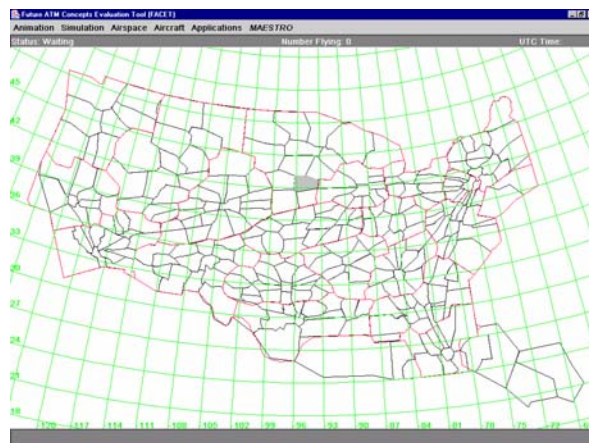 Future ATM Concepts Evaluation Tool (FACET)
Animation Simulation Airspace Aircraft Applications MAESTRO
Status: Waiting Number Flying: 0 UTC Time:
45
42
39
36
33
30
27
24
21
19
-120 -117 -114 -111 -108 -105 -102 -99 -96 -93 -90 -87 -84 -81 -78 -75 -72